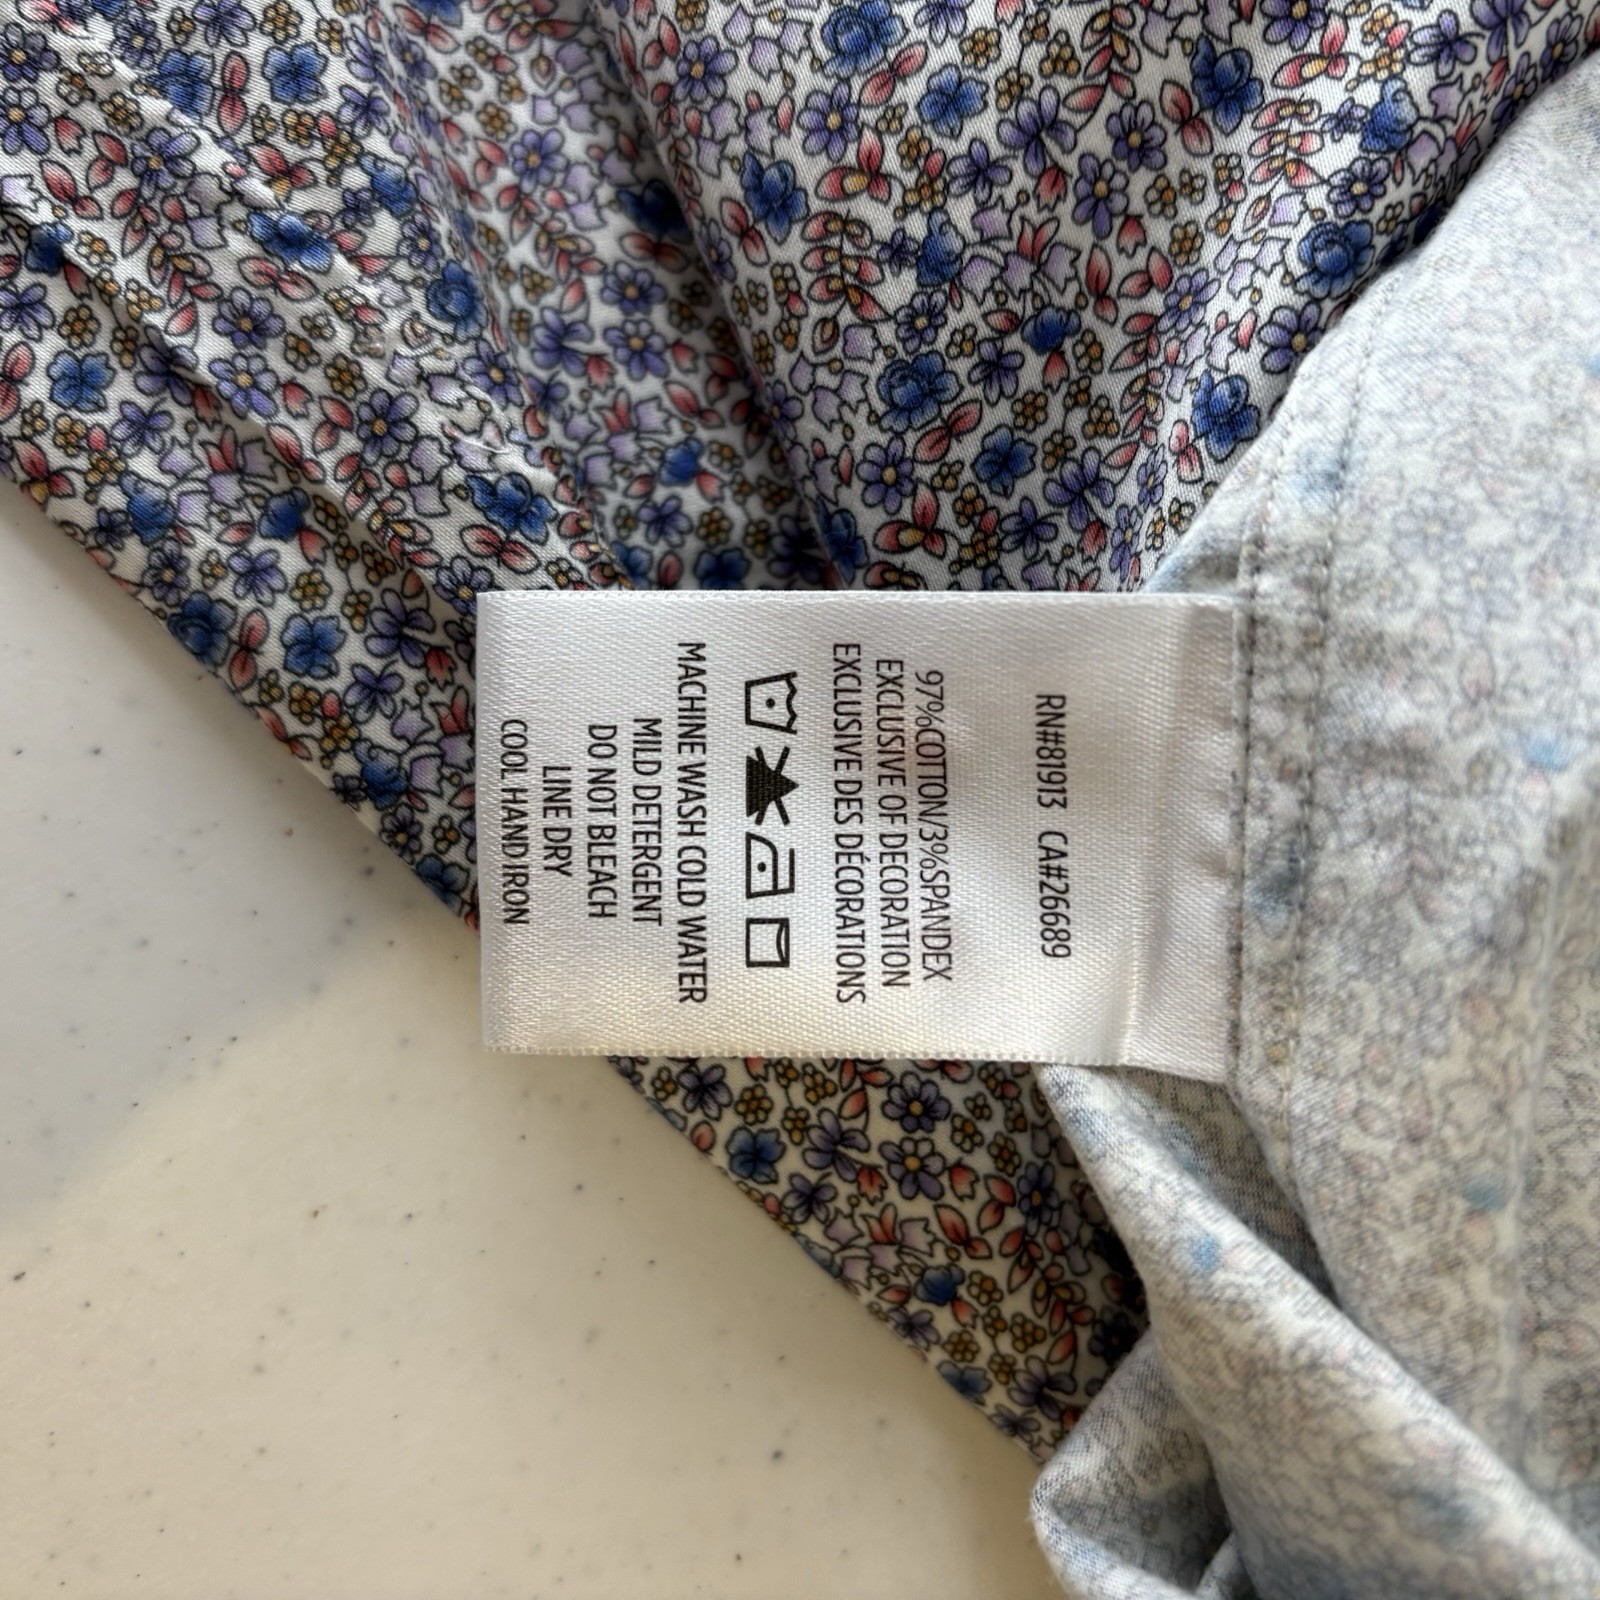 RN#81913 CA#26689
97%COTTON/3%SPANDEX
EXCLUSIVE OF DECORATION
EXCLUSIVE DES DÉCORATIONS
MACHINE WASH COLD WATER
MILD DETERGENT
DO NOT BLEACH
LINE DRY
COOL HAND IRON